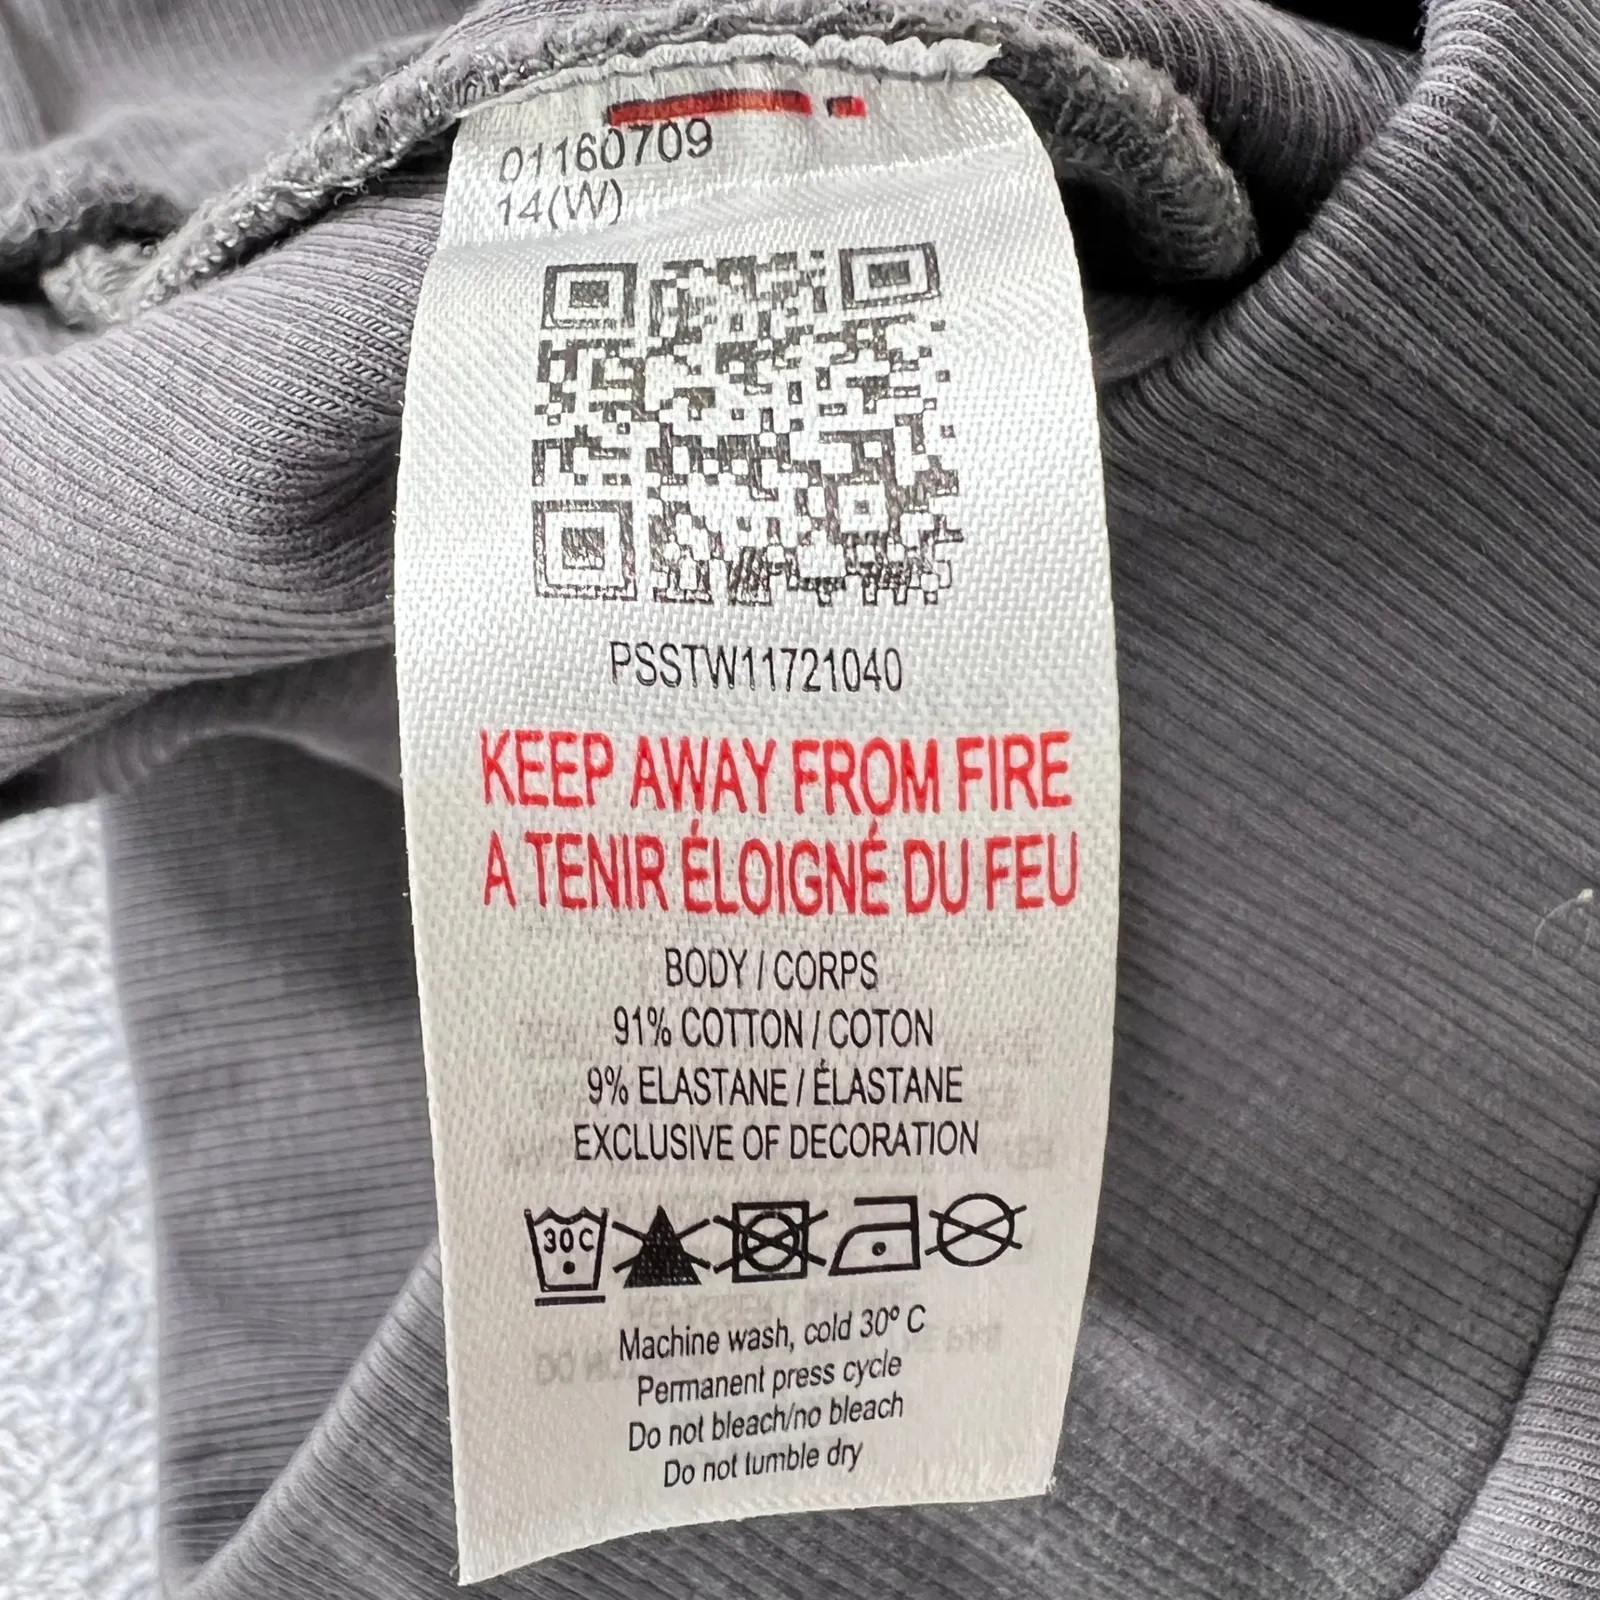 01160709
14(W)
PSSTW11721040
KEEP AWAY FROM FIRE
A TENIR ÉLOIGNÉ DU FEU
BODY / CORPS
91% COTTON / COTON
9% ELASTANE / ÉLASTANE
EXCLUSIVE OF DECORATION
30C
Machine wash, cold 30º C
Permanent press cycle
Do not bleach/no bleach
Do not tumble dry